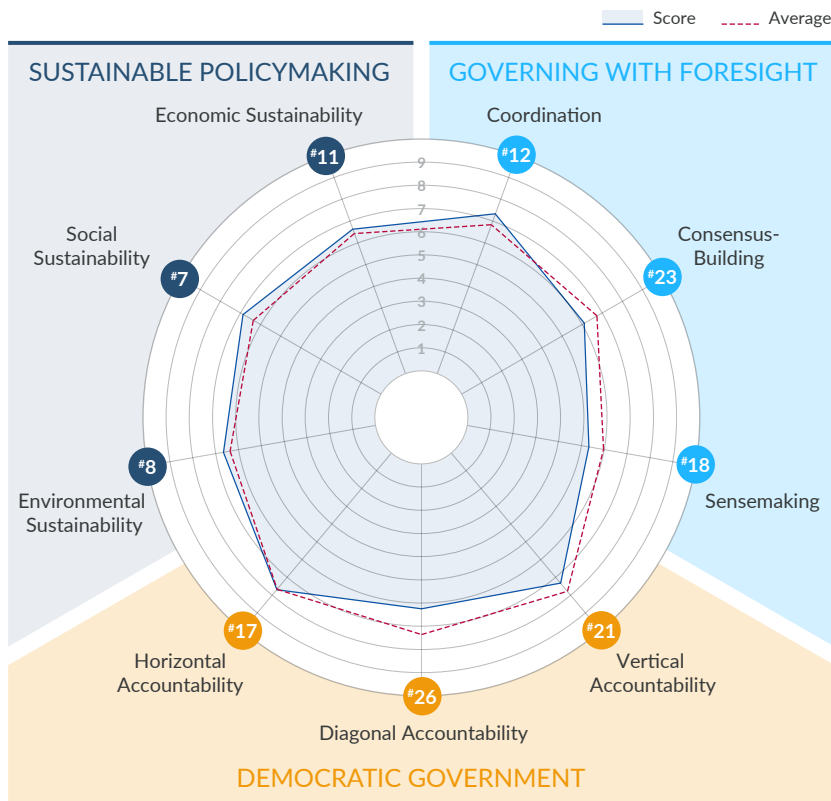 Score
Average
SUSTAINABLE POLICYMAKING
GOVERNING WITH FORESIGHT
Economic Sustainability
Coordination
#11
#12
9
8
7
6
5
4
3
2
1
Social
Sustainability
#7
Consensus-
Building
#23
#8
Environmental
Sustainability
#18
Sensemaking
#17
Horizontal
Accountability
#21
Vertical
Accountability
#26
Diagonal Accountability
DEMOCRATIC GOVERNMENT